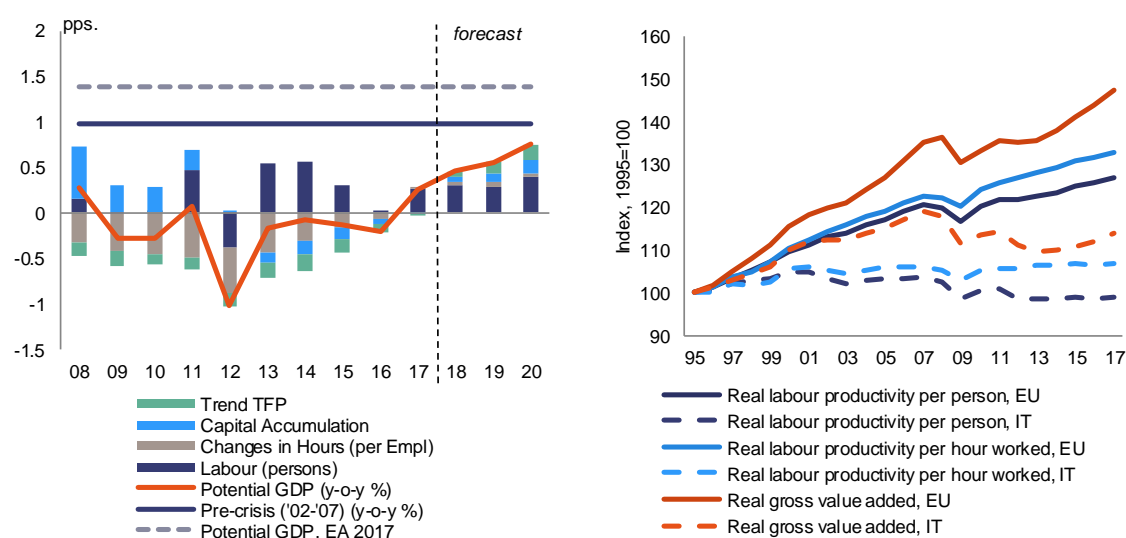 pps.
forecast
2
1.5
1
0.5
0
-0.5
-1
-1.5
08 09 10 11 12 13 14 15 16 17 18 19 20
Trend TFP
Capital Accumulation
Changes in Hours (per Empl)
Labour (persons)
Potential GDP (y-o-y %)
Pre-crisis ('02-'07) (y-o-y %)
Potential GDP, EA 2017
Index, 1995=100
160
150
140
130
120
110
100
90
95 97 99 01 03 05 07 09 11 13 15 17
Real labour productivity per person, EU
Real labour productivity per person, IT
Real labour productivity per hour worked, EU
Real labour productivity per hour worked, IT
Real gross value added, EU
Real gross value added, IT